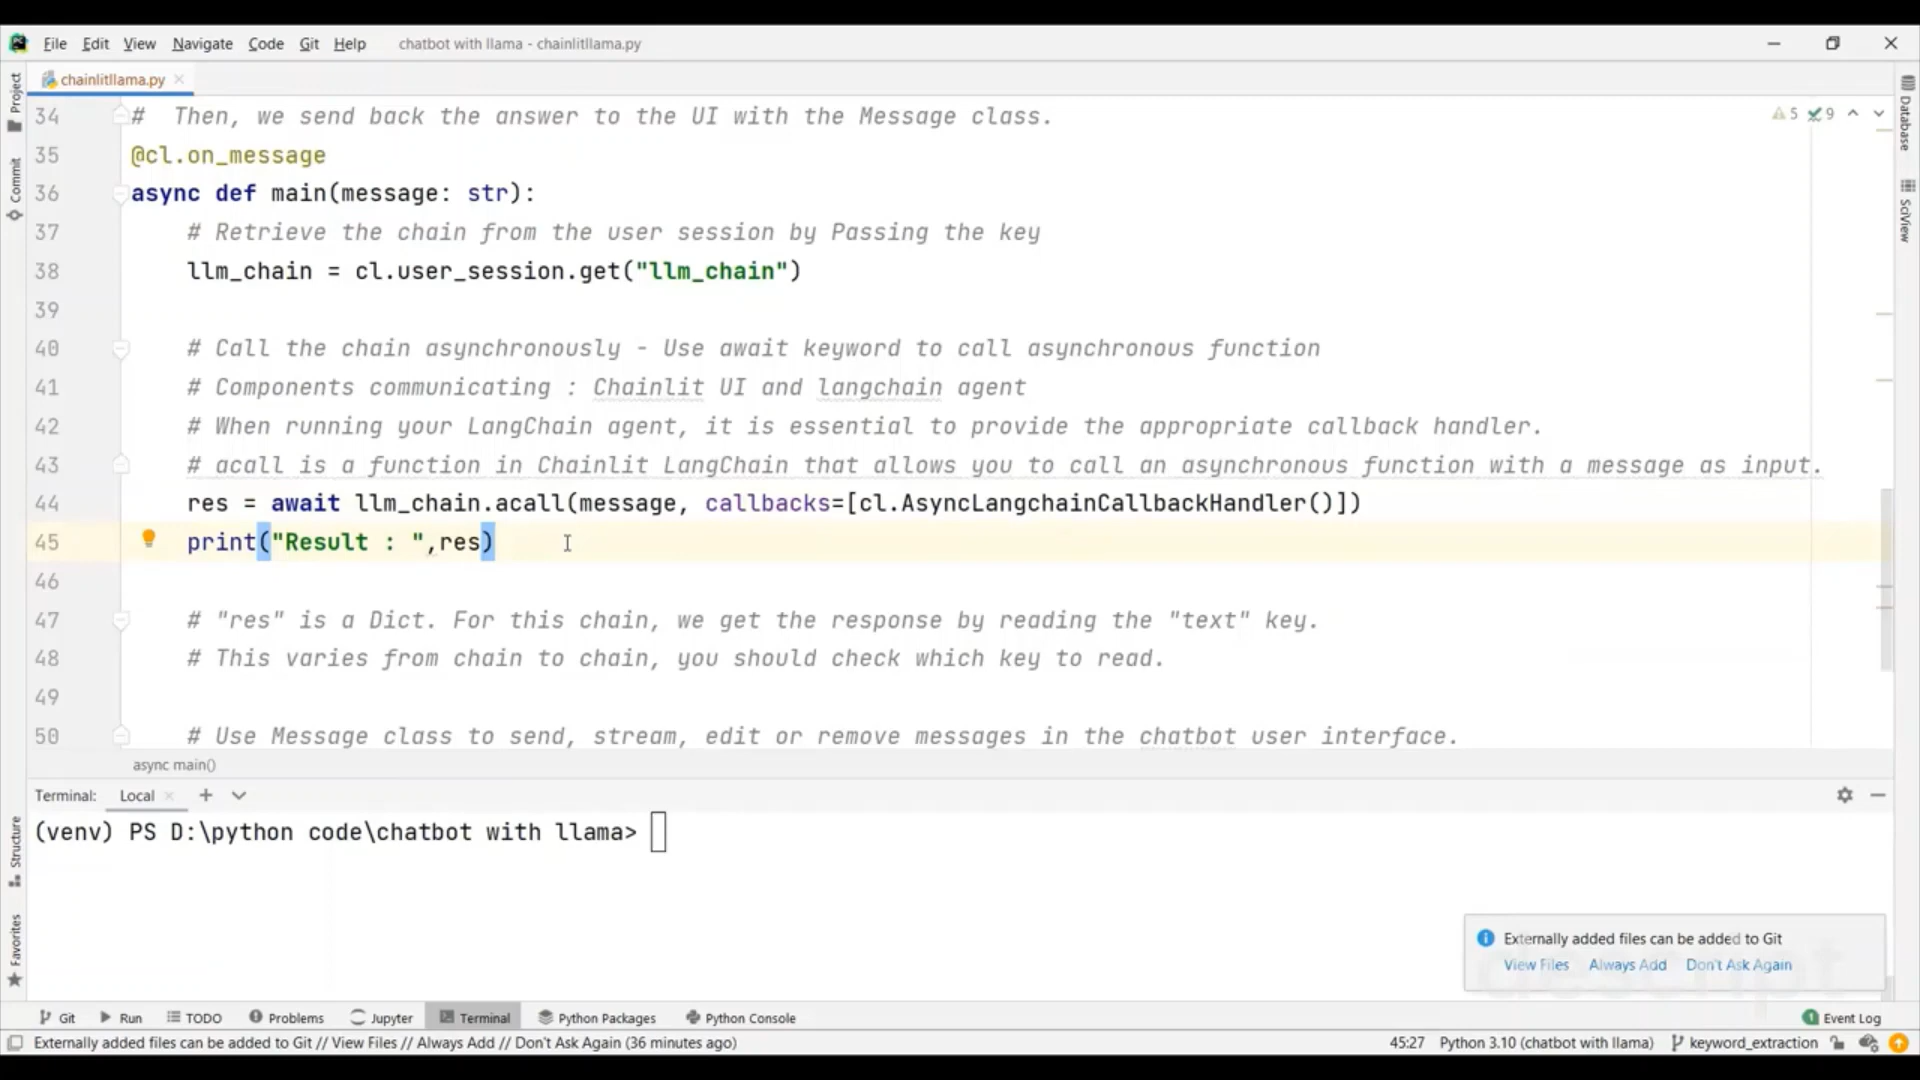 File Edit View Navigate Code Git Help chatbot with llama - chainlitllama.py
chainlitllama.py
Project
Commit
Structure
Favorites
Database
SciView
5 9
34 # Then, we send back the answer to the UI with the Message class.
35 @cl.on_message
36 async def main(message: str):
37 # Retrieve the chain from the user session by Passing the key
38 llm_chain = cl.user_session.get("llm_chain")
39
40 # Call the chain asynchronously - Use await keyword to call asynchronous function
41 # Components communicating : Chainlit UI and langchain agent
42 # When running your LangChain agent, it is essential to provide the appropriate callback handler.
43 # acall is a function in Chainlit LangChain that allows you to call an asynchronous function with a message as input.
44 res = await llm_chain.acall(message, callbacks=[cl.AsyncLangchainCallbackHandler()])
45 print("Result : ",res)
46
47 # "res" is a Dict. For this chain, we get the response by reading the "text" key.
48 # This varies from chain to chain, you should check which key to read.
49
50 # Use Message class to send, stream, edit or remove messages in the chatbot user interface.
async main()
Terminal: Local
(venv) PS D:\python code\chatbot with llama>
Externally added files can be added to Git
View Files Always Add Don't Ask Again
Git Run TODO Problems Jupyter Terminal Python Packages Python Console 1 Event Log
Externally added files can be added to Git // View Files // Always Add // Don't Ask Again (36 minutes ago) 45:27 Python 3.10 (chatbot with llama) keyword_extraction